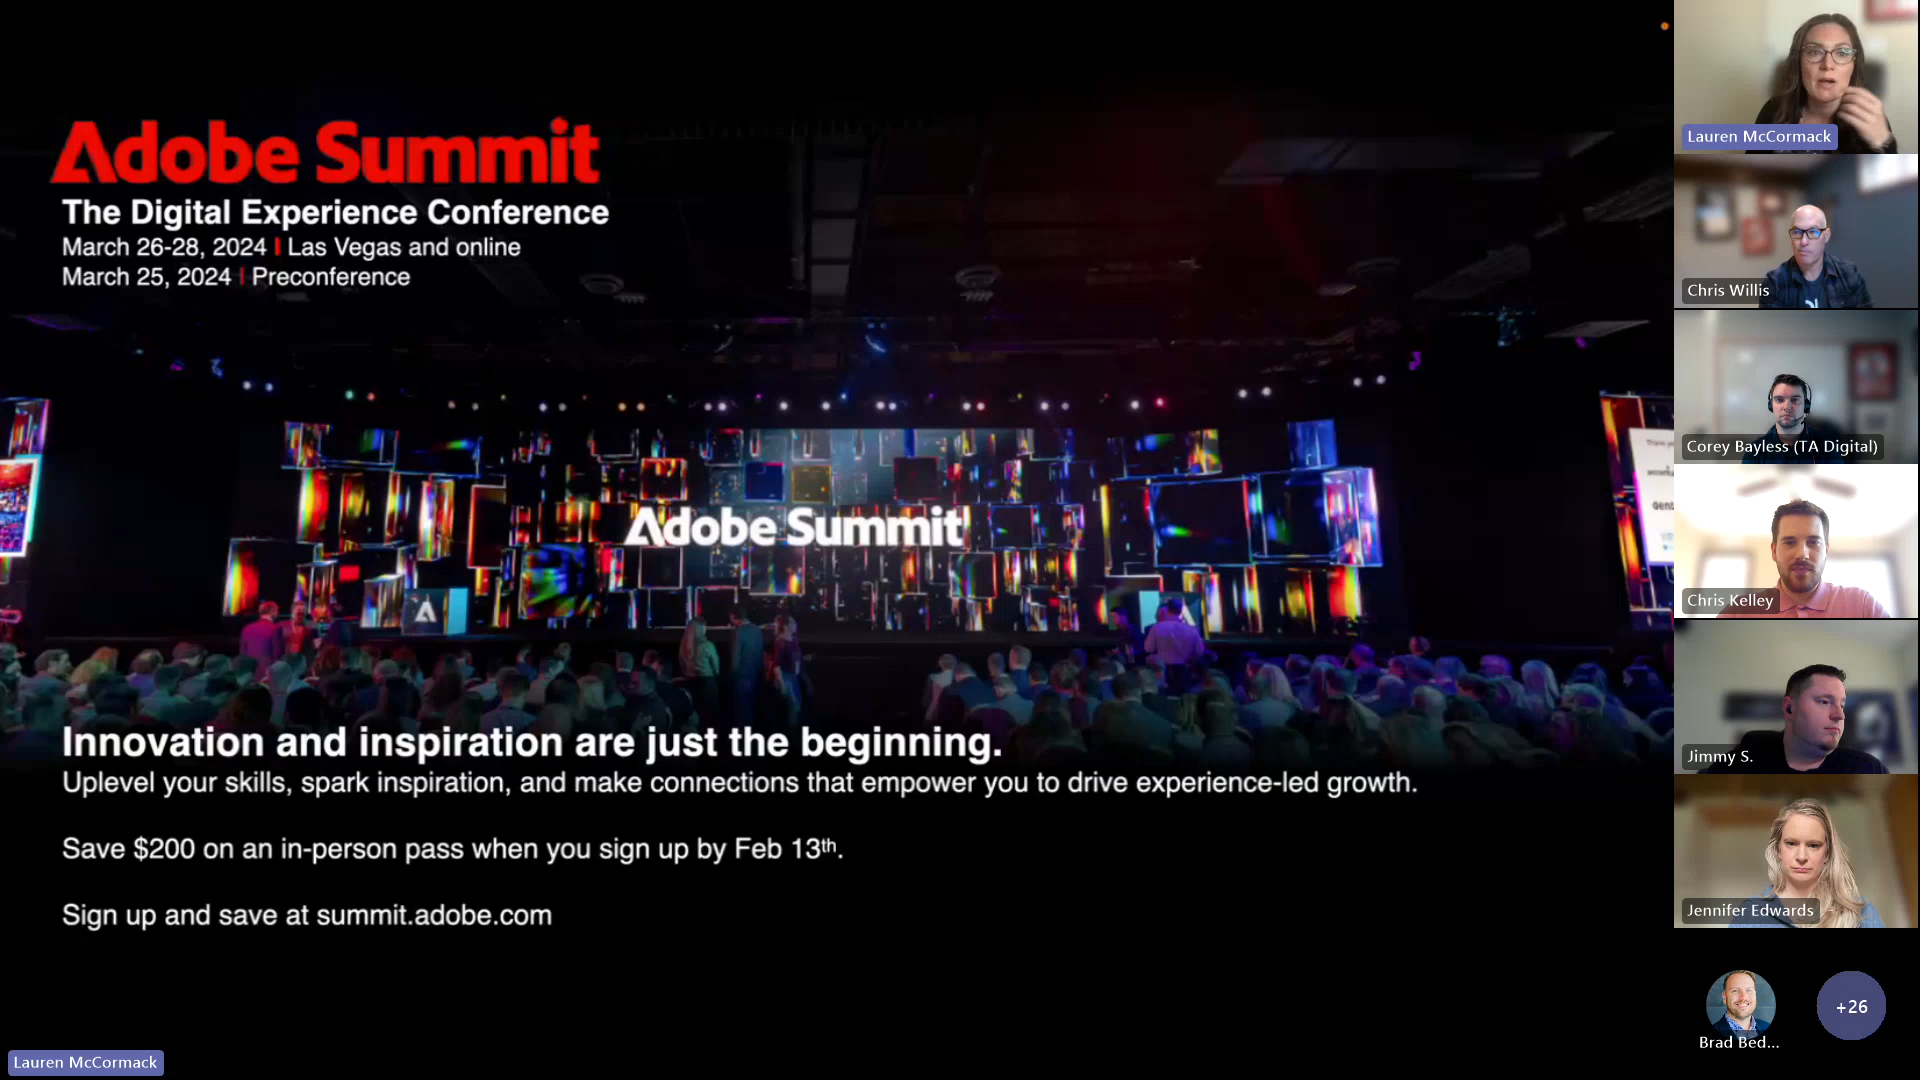 Adobe Summit
The Digital Experience Conference
March 26-28, 2024 | Las Vegas and online
March 25, 2024 | Preconference
Adobe Summit
Innovation and inspiration are just the beginning.
Uplevel your skills, spark inspiration, and make connections that empower you to drive experience-led growth.
Save $200 on an in-person pass when you sign up by Feb 13th.
Sign up and save at summit.adobe.com
Lauren McCormack
Lauren McCormack
Chris Willis
Corey Bayless (TA Digital)
Chris Kelley
Jimmy S.
Jennifer Edwards
Brad Bed...
+26